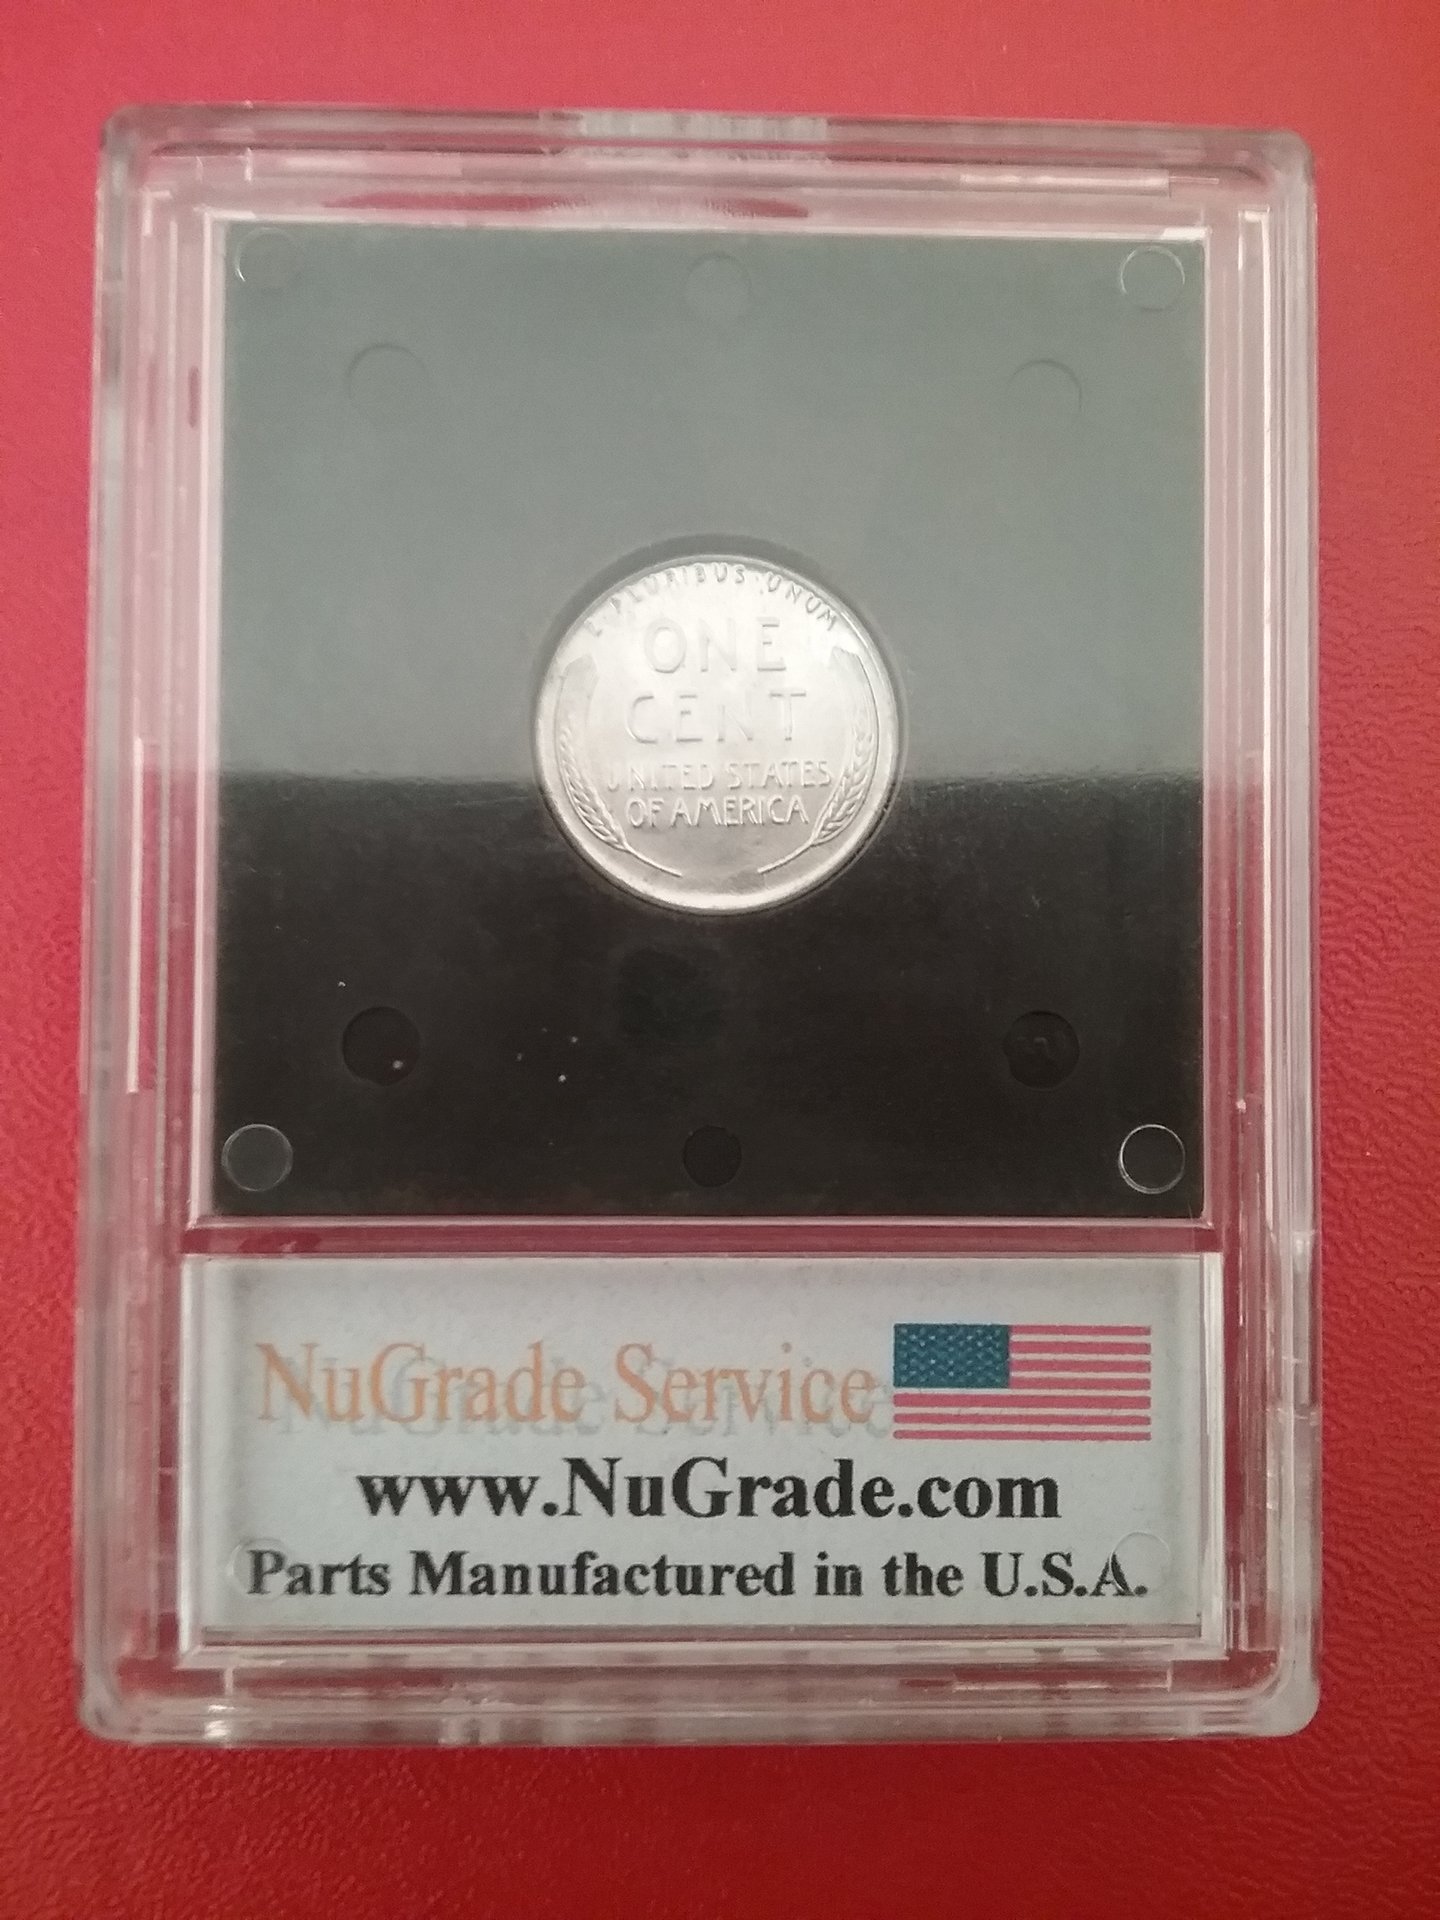 E·PLURIBUS·UNUM
ONE
CENT
UNITED STATES
OF AMERICA
NuGrade Service
www.NuGrade.com
Parts Manufactured in the U.S.A.